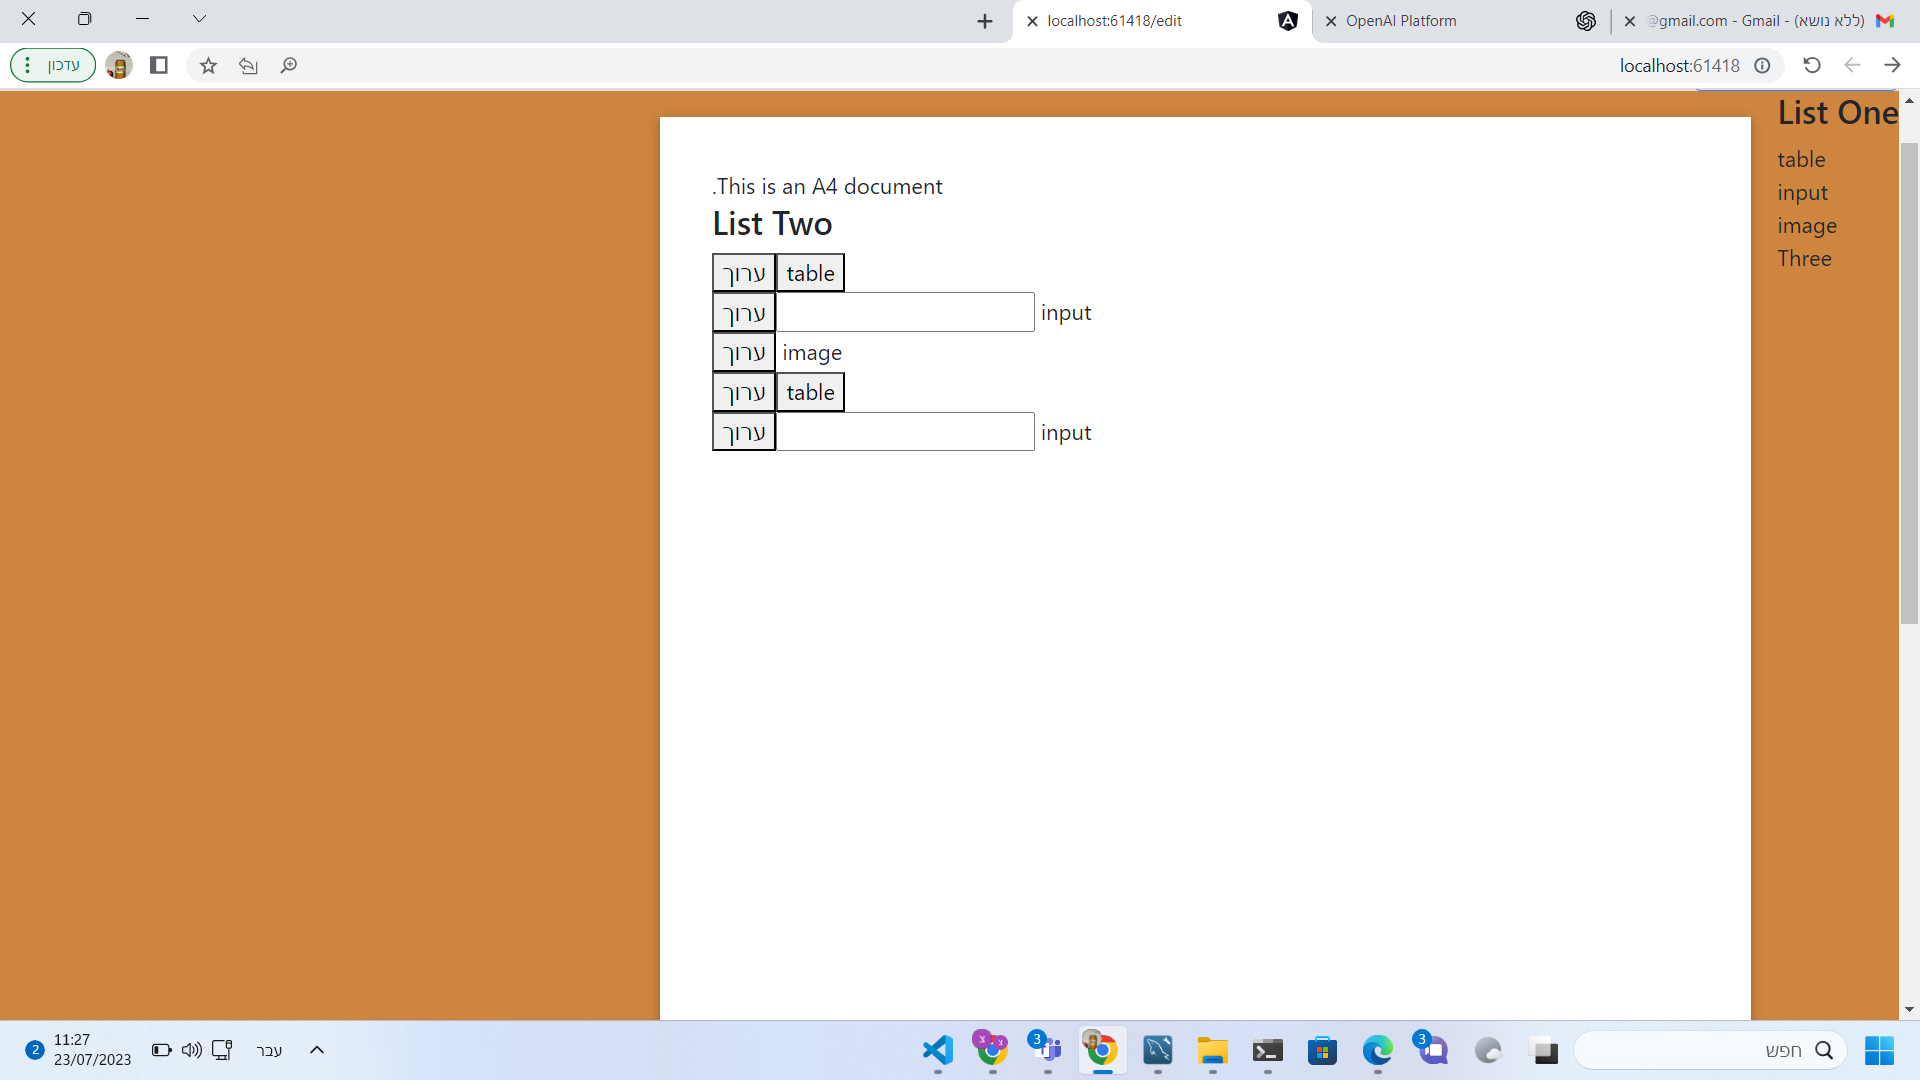 localhost:61418/edit
OpenAI Platform
(ללא נושא) - Gmail - @gmail.com
עדכון
localhost:61418
List One
table
input
image
Three
.This is an A4 document
List Two
ערוך table
ערוך input
ערוך image
ערוך table
ערוך input
2
11:27
23/07/2023
עבר
צ
צ
3
3
חפש